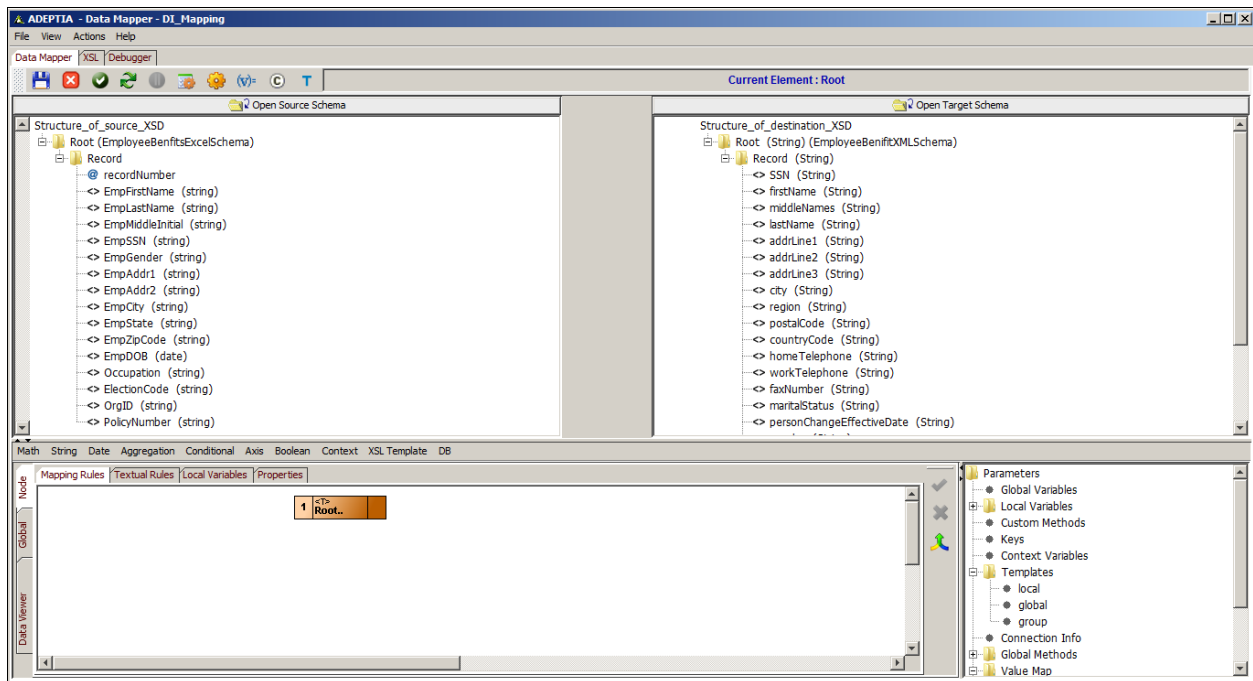 ADEPTIA - Data Mapper - DI_Mapping
File View Actions Help
Data Mapper XSL Debugger
(v)= © T Current Element : Root
Open Source Schema
Open Target Schema
Structure_of_source_XSD
Root (EmployeeBenfitsExcelSchema)
Record
@ recordNumber
<> EmpFirstName (string)
<> EmpLastName (string)
<> EmpMiddleInitial (string)
<> EmpSSN (string)
<> EmpGender (string)
<> EmpAddr1 (string)
<> EmpAddr2 (string)
<> EmpCity (string)
<> EmpState (string)
<> EmpZipCode (string)
<> EmpDOB (date)
<> Occupation (string)
<> ElectionCode (string)
<> OrgID (string)
<> PolicyNumber (string)
Structure_of_destination_XSD
Root (String) (EmployeeBenifitXMLSchema)
Record (String)
<> SSN (String)
<> firstName (String)
<> middleNames (String)
<> lastName (String)
<> addrLine1 (String)
<> addrLine2 (String)
<> addrLine3 (String)
<> city (String)
<> region (String)
<> postalCode (String)
<> countryCode (String)
<> homeTelephone (String)
<> workTelephone (String)
<> faxNumber (String)
<> maritalStatus (String)
<> personChangeEffectiveDate (String)
Math String Date Aggregation Conditional Axis Boolean Context XSL Template DB
Node
Global
Data Viewer
Mapping Rules Textual Rules Local Variables Properties
1 <T>
Root..
Parameters
Global Variables
Local Variables
Custom Methods
Keys
Context Variables
Templates
local
global
group
Connection Info
Global Methods
Value Map